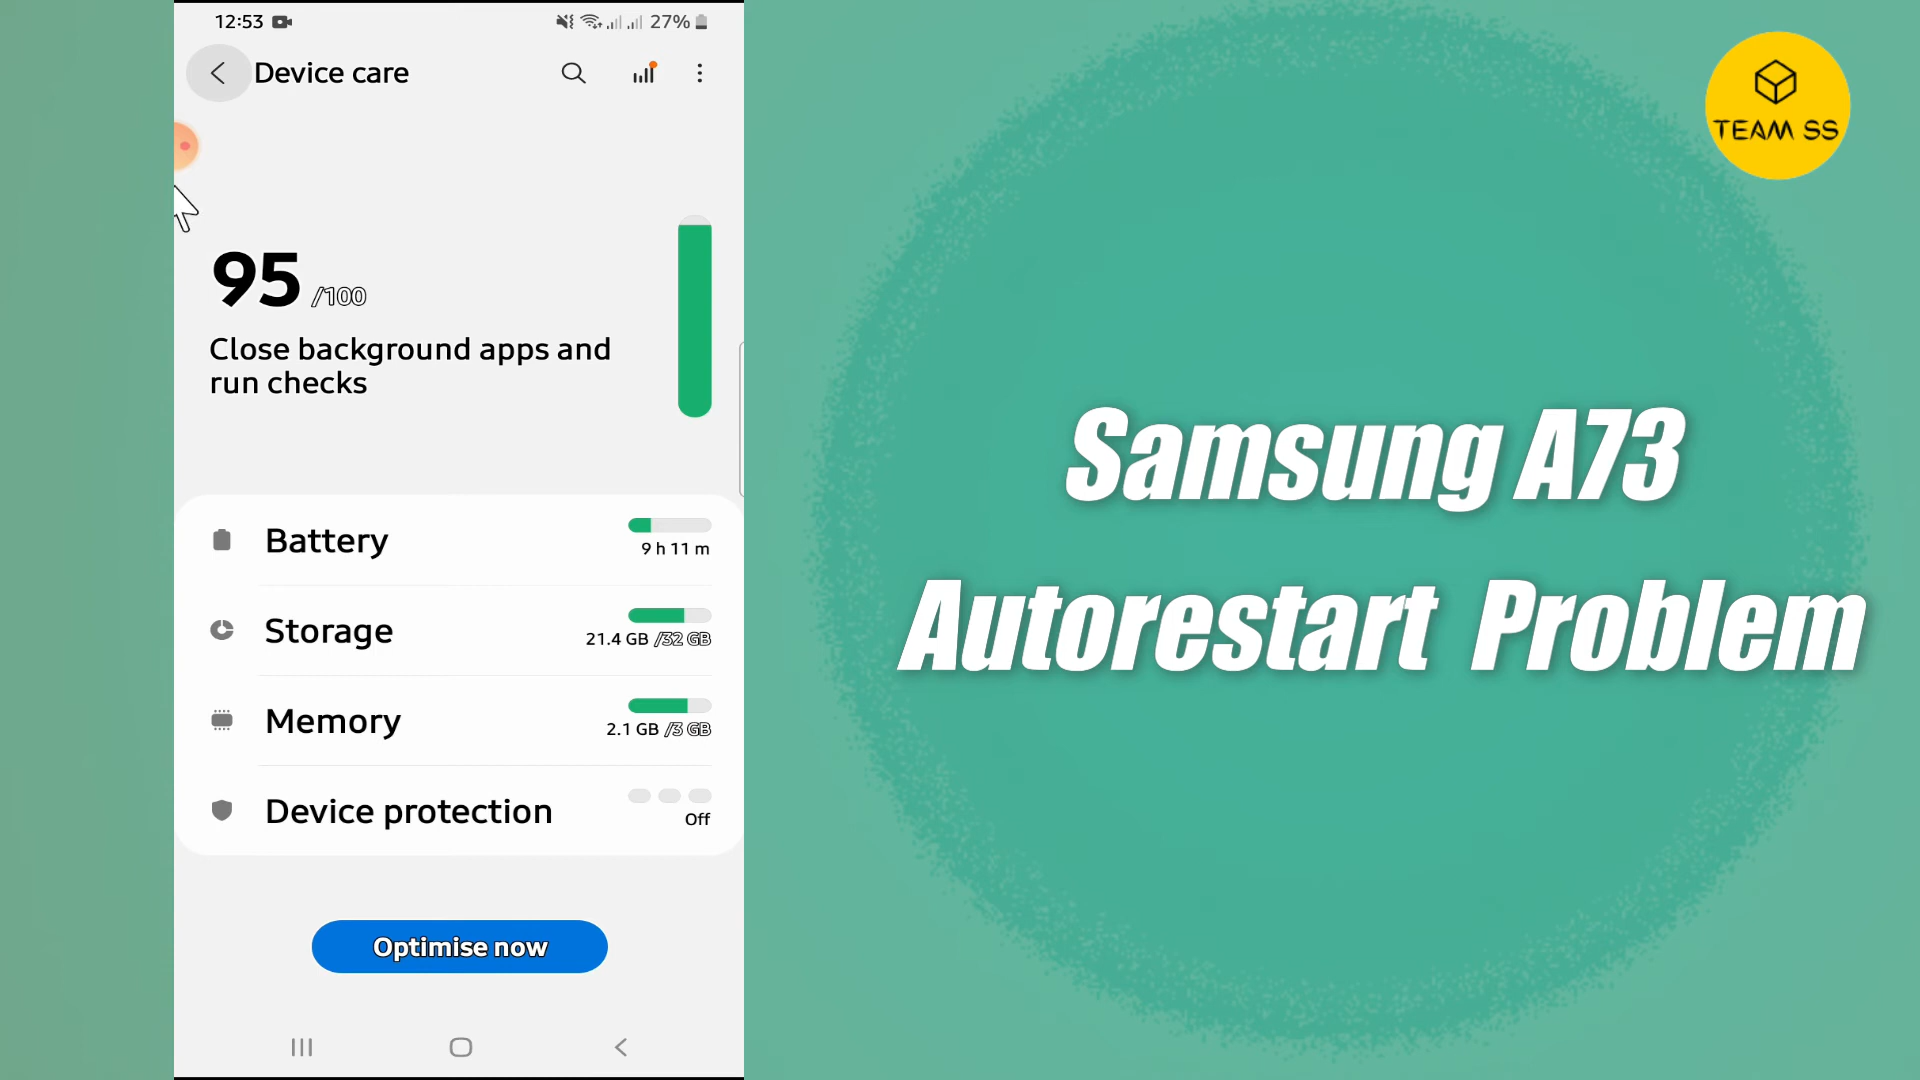 12:53
27%
Device care
95 /100
Close background apps and
run checks
Battery
9 h 11 m
Storage
21.4 GB /32 GB
Memory
2.1 GB /3 GB
Device protection
Off
Optimise now
TEAM SS
Samsung A73
Autorestart Problem